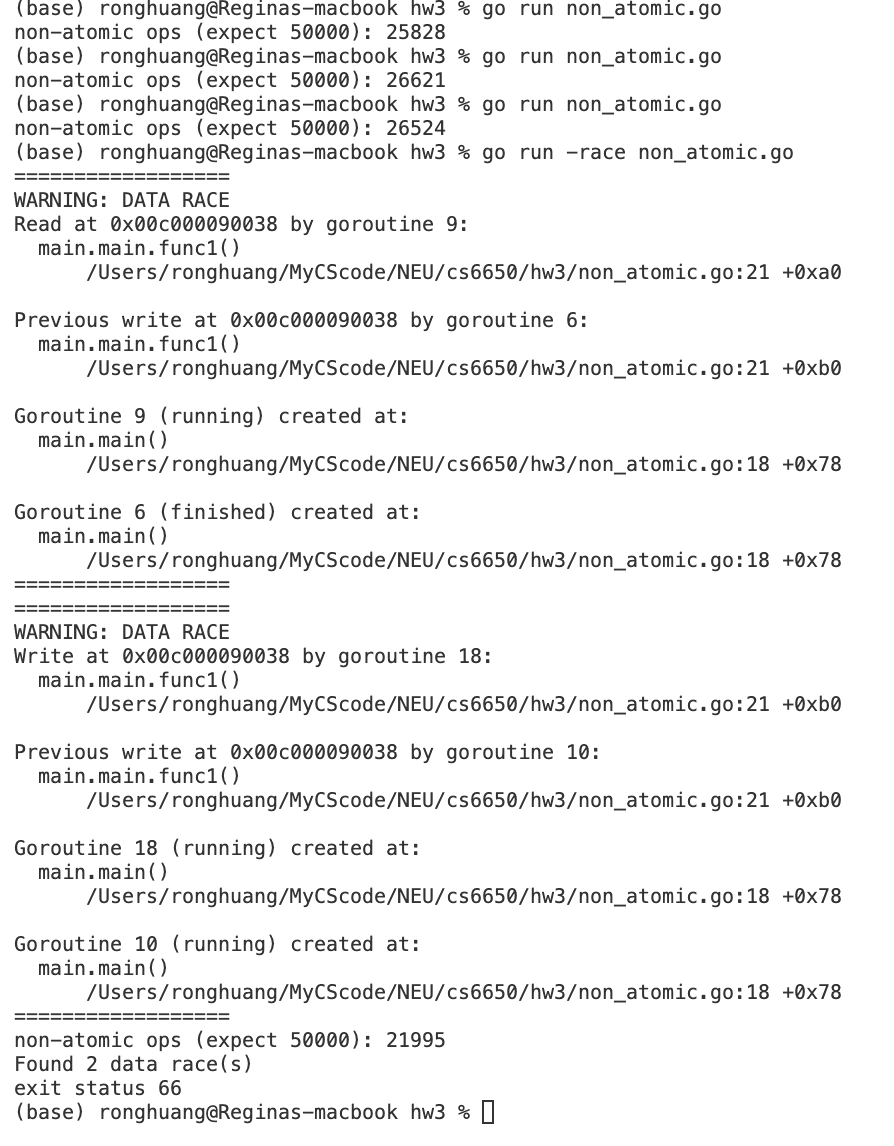 (base) ronghuang@Reginas-macbook hw3 % go run non_atomic.go
non-atomic ops (expect 50000): 25828
(base) ronghuang@Reginas-macbook hw3 % go run non_atomic.go
non-atomic ops (expect 50000): 26621
(base) ronghuang@Reginas-macbook hw3 % go run non_atomic.go
non-atomic ops (expect 50000): 26524
(base) ronghuang@Reginas-macbook hw3 % go run -race non_atomic.go
==================
WARNING: DATA RACE
Read at 0x00c000090038 by goroutine 9:
  main.main.func1()
      /Users/ronghuang/MyCScode/NEU/cs6650/hw3/non_atomic.go:21 +0xa0

Previous write at 0x00c000090038 by goroutine 6:
  main.main.func1()
      /Users/ronghuang/MyCScode/NEU/cs6650/hw3/non_atomic.go:21 +0xb0

Goroutine 9 (running) created at:
  main.main()
      /Users/ronghuang/MyCScode/NEU/cs6650/hw3/non_atomic.go:18 +0x78

Goroutine 6 (finished) created at:
  main.main()
      /Users/ronghuang/MyCScode/NEU/cs6650/hw3/non_atomic.go:18 +0x78
==================
==================
WARNING: DATA RACE
Write at 0x00c000090038 by goroutine 18:
  main.main.func1()
      /Users/ronghuang/MyCScode/NEU/cs6650/hw3/non_atomic.go:21 +0xb0

Previous write at 0x00c000090038 by goroutine 10:
  main.main.func1()
      /Users/ronghuang/MyCScode/NEU/cs6650/hw3/non_atomic.go:21 +0xb0

Goroutine 18 (running) created at:
  main.main()
      /Users/ronghuang/MyCScode/NEU/cs6650/hw3/non_atomic.go:18 +0x78

Goroutine 10 (running) created at:
  main.main()
      /Users/ronghuang/MyCScode/NEU/cs6650/hw3/non_atomic.go:18 +0x78
==================
non-atomic ops (expect 50000): 21995
Found 2 data race(s)
exit status 66
(base) ronghuang@Reginas-macbook hw3 %